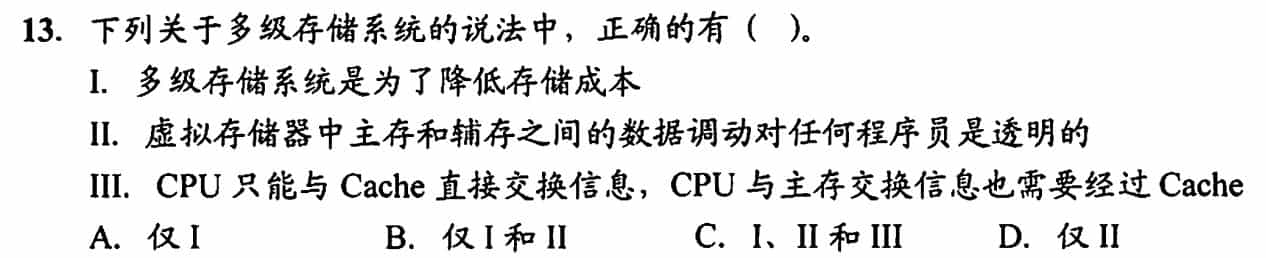 13. 下列关于多级存储系统的说法中，正确的有（ ）。
I. 多级存储系统是为了降低存储成本
II. 虚拟存储器中主存和辅存之间的数据调动对任何程序员是透明的
III. CPU 只能与 Cache 直接交换信息，CPU 与主存交换信息也需要经过 Cache
A. 仅 I B. 仅 I 和 II C. I、II 和 III D. 仅 II